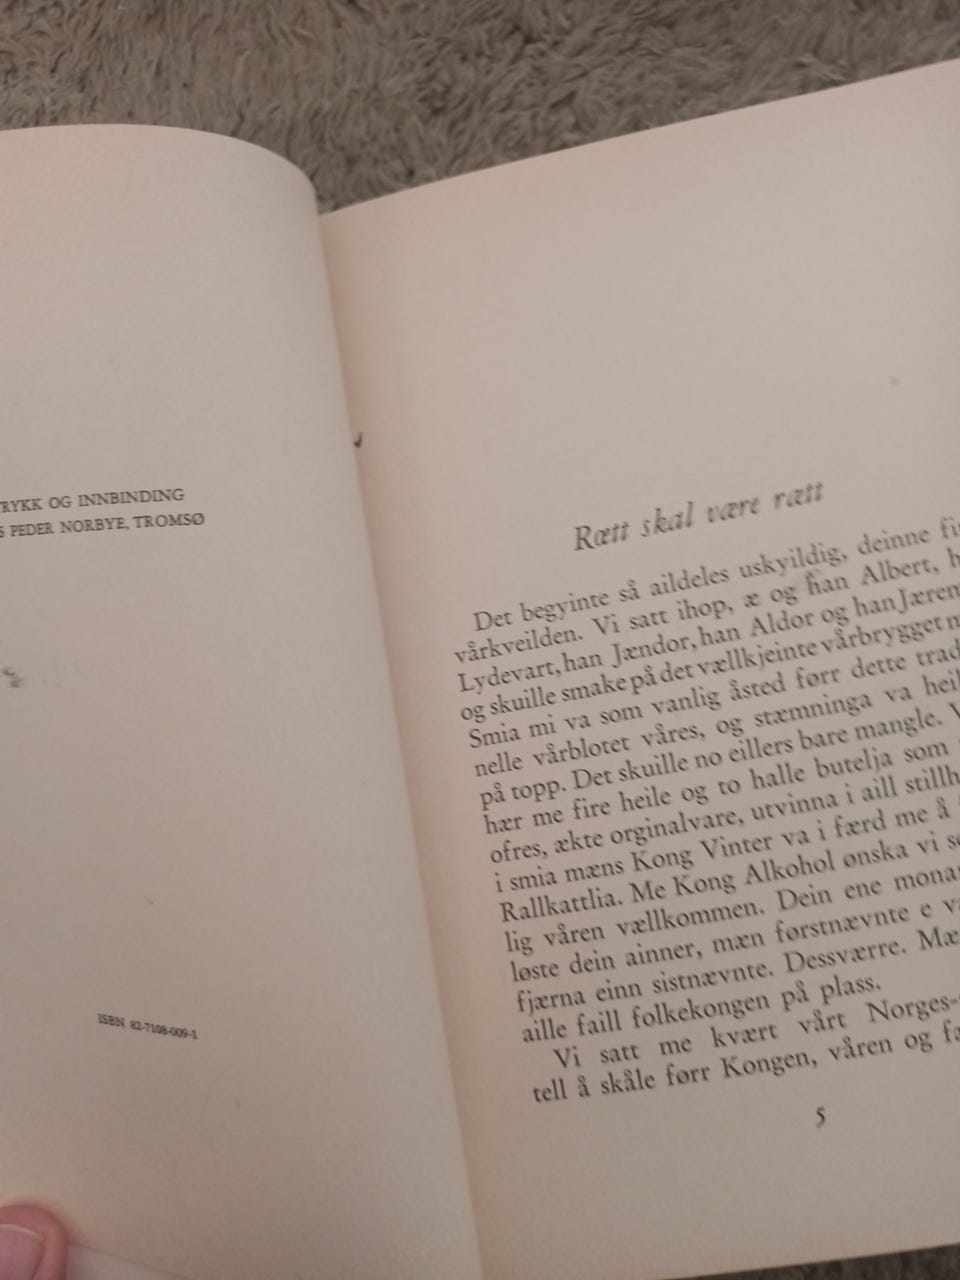 OG INNBINDING
PEDER NORBYE, TROMSØ
ISBN 82-7108-009-1
Rætt skal være rætt
Det begyinte så aildeles uskyildig, deinne
vårkveilden. Vi satt ihop, æ og han Albert,
Lydevart, han Jændor, han Aldor og han
og skuille smake på det vællkjeinte vårbrygget
Smia mi va som vanlig åsted førr dette
nelle vårblotet våres, og stæmninga va
på topp. Det skuille no eillers bare mangle.
hær me fire heile og to halle butelja som
ofres, ækte orginalvare, utvinna i aill
i smia mæns Kong Vinter va i færd me å
Rallkattlia. Me Kong Alkohol ønska vi
lig våren vællkommen. Dein ene
løste dein ainner, mæn førstnævnte e
fjærna einn sistnævnte. Dessværre.
aille faill folkekongen på plass.
Vi satt me kvært vårt Norges-
tell å skåle førr Kongen, våren og
5